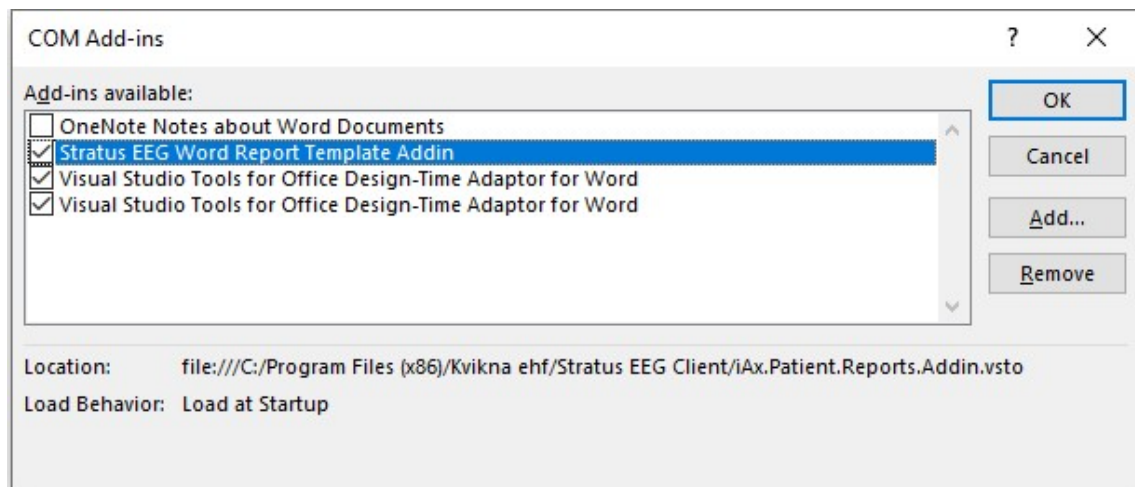 COM Add-ins
?
Add-ins available:
OneNote Notes about Word Documents
Stratus EEG Word Report Template Addin
Visual Studio Tools for Office Design-Time Adaptor for Word
Visual Studio Tools for Office Design-Time Adaptor for Word
OK
Cancel
Add...
Remove
Location: file:///C:/Program Files (x86)/Kvikna ehf/Stratus EEG Client/iAx.Patient.Reports.Addin.vsto
Load Behavior: Load at Startup